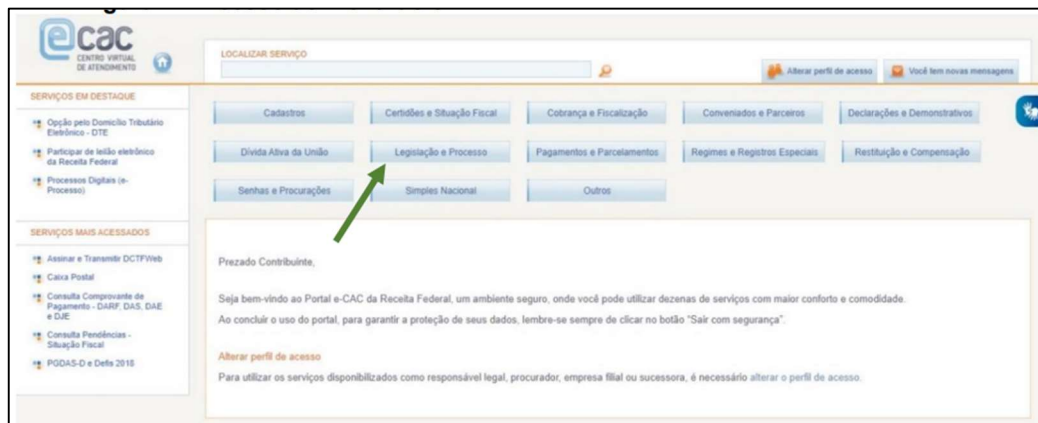 ecac
CENTRO VIRTUAL
DE ATENDIMENTO
LOCALIZAR SERVIÇO
Alterar perfil de acesso
Você tem novas mensagens
SERVIÇOS EM DESTAQUE
Opção pelo Domicílio Tributário
Eletrônico - DTE
Participar de leilão eletrônico
da Receita Federal
Processos Digitais (e-
Processo)
Cadastros
Certidões e Situação Fiscal
Cobrança e Fiscalização
Conveniados e Parceiros
Declarações e Demonstrativos
Dívida Ativa da União
Legislação e Processo
Pagamentos e Parcelamentos
Regimes e Registros Especiais
Restituição e Compensação
Senhas e Procurações
Simples Nacional
Outros
SERVIÇOS MAIS ACESSADOS
Assinar e Transmitir DCTFWeb
Caixa Postal
Consulta Comprovante de
Pagamento - DARF, DAS, DAE
e DJE
Consulta Pendências -
Situação Fiscal
PGDAS-D e Defis 2018
Prezado Contribuinte,
Seja bem-vindo ao Portal e-CAC da Receita Federal, um ambiente seguro, onde você pode utilizar dezenas de serviços com maior conforto e comodidade.
Ao concluir o uso do portal, para garantir a proteção de seus dados, lembre-se sempre de clicar no botão "Sair com segurança".
Alterar perfil de acesso
Para utilizar os serviços disponibilizados como responsável legal, procurador, empresa filial ou sucessora, é necessário alterar o perfil de acesso.